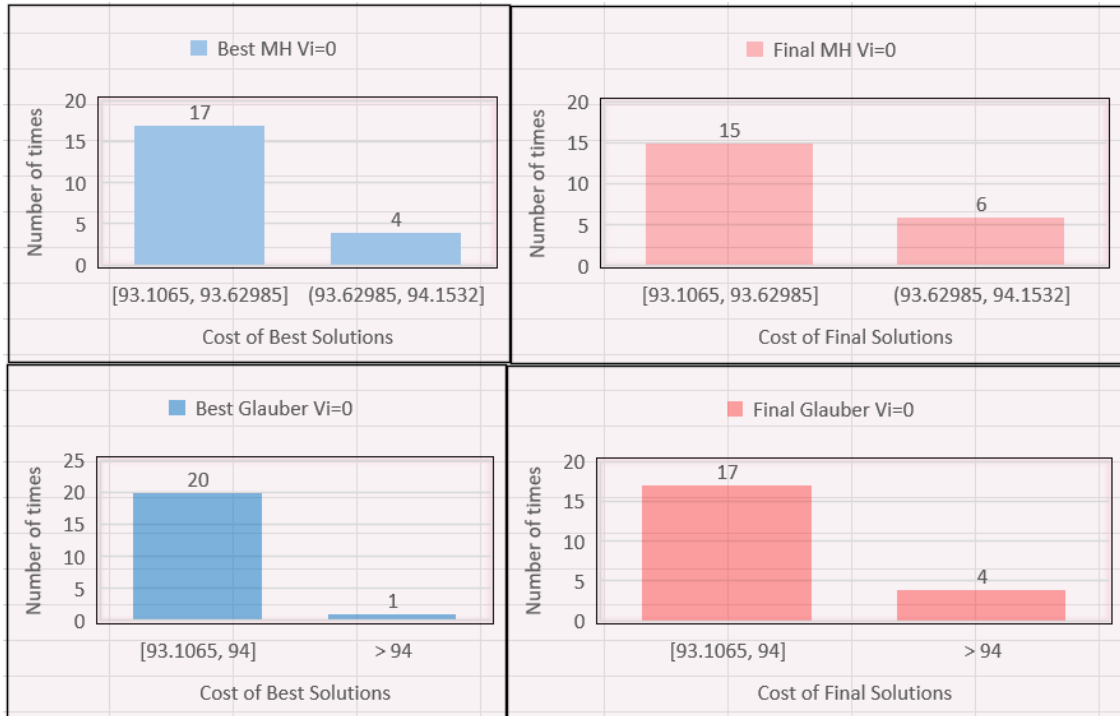 Best MH Vi=0
Number of times
20
15
10
5
0
17
4
[93.1065, 93.62985] (93.62985, 94.1532]
Cost of Best Solutions
Final MH Vi=0
Number of times
20
15
10
5
0
15
6
[93.1065, 93.62985] (93.62985, 94.1532]
Cost of Final Solutions
Best Glauber Vi=0
Number of times
25
20
15
10
5
0
20
1
[93.1065, 94] > 94
Cost of Best Solutions
Final Glauber Vi=0
Number of times
20
15
10
5
0
17
4
[93.1065, 94] > 94
Cost of Final Solutions